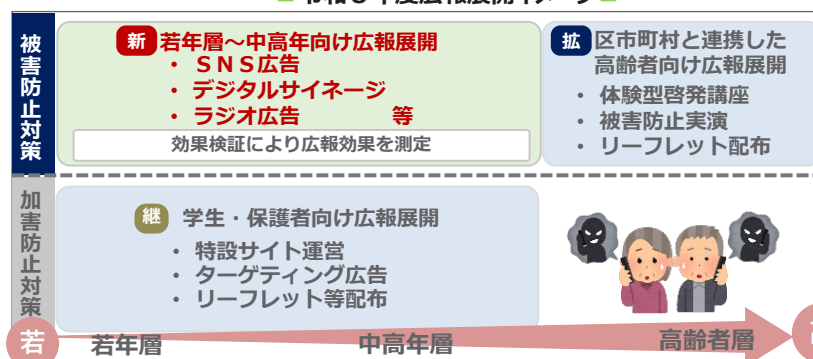 被害防止対策
新 若年層~中高年向け広報展開
・ SNS広告
・ デジタルサイネージ
・ ラジオ広告 等
効果検証により広報効果を測定
拡 区市町村と連携した
高齢者向け広報展開
・ 体験型啓発講座
・ 被害防止実演
・ リーフレット配布
加害防止対策
継 学生・保護者向け広報展開
・ 特設サイト運営
・ ターゲティング広告
・ リーフレット等配布
若
若年層
中高年層
高齢者層